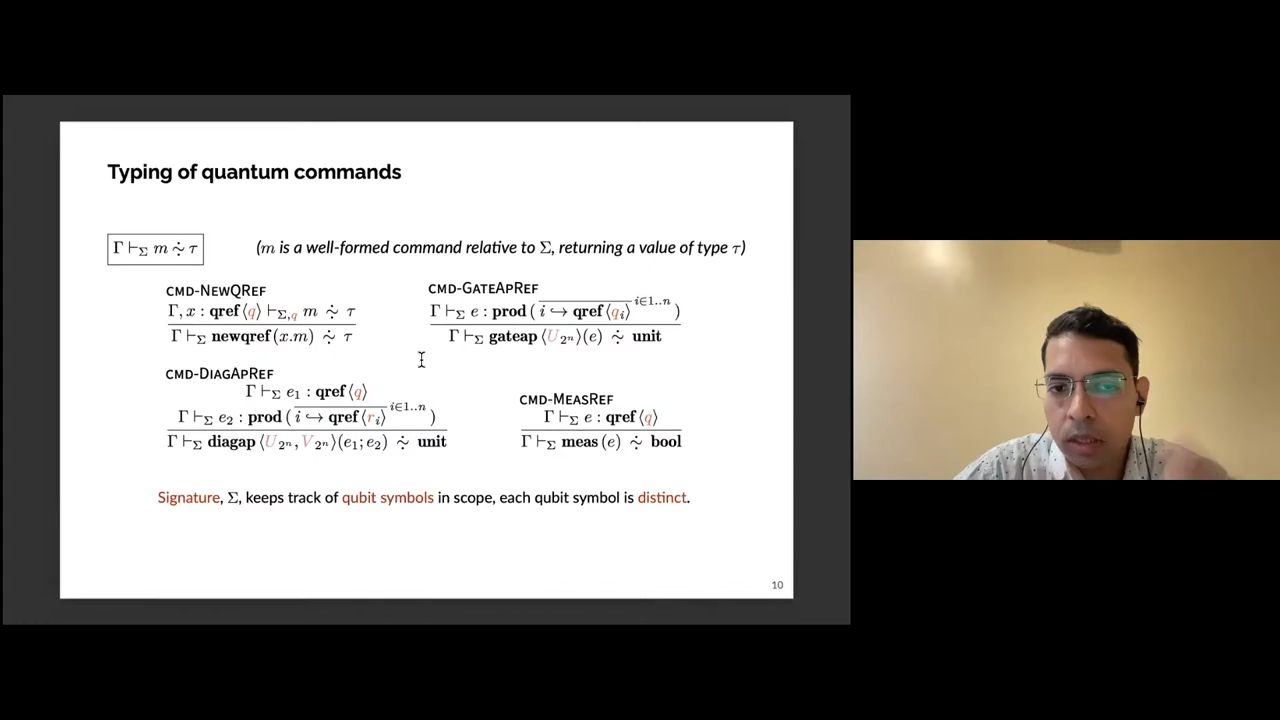 Typing of quantum commands
Γ ⊢Σ m ∻ τ
(m is a well-formed command relative to Σ, returning a value of type τ)
CMD-NEWQREF
Γ, x : qref⟨q⟩ ⊢Σ,q m ∻ τ
Γ ⊢Σ newqref(x.m) ∻ τ
CMD-GATEAPREF
Γ ⊢Σ e : prod( i ↪ qref⟨qi⟩ i∈1..n )
Γ ⊢Σ gateap ⟨U2n⟩(e) ∻ unit
CMD-DIAGAPREF
Γ ⊢Σ e1 : qref⟨q⟩
Γ ⊢Σ e2 : prod( i ↪ qref⟨ri⟩ i∈1..n )
Γ ⊢Σ diagap ⟨U2n, V2n⟩(e1; e2) ∻ unit
CMD-MEASREF
Γ ⊢Σ e : qref⟨q⟩
Γ ⊢Σ meas(e) ∻ bool
Signature, Σ, keeps track of qubit symbols in scope, each qubit symbol is distinct.
10